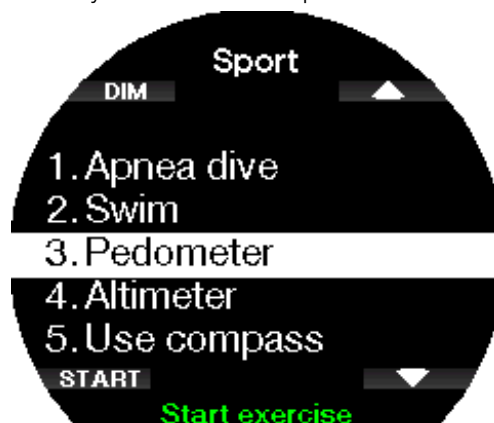 Sport
DIM
1. Apnea dive
2. Swim
3. Pedometer
4. Altimeter
5. Use compass
START
Start exercise